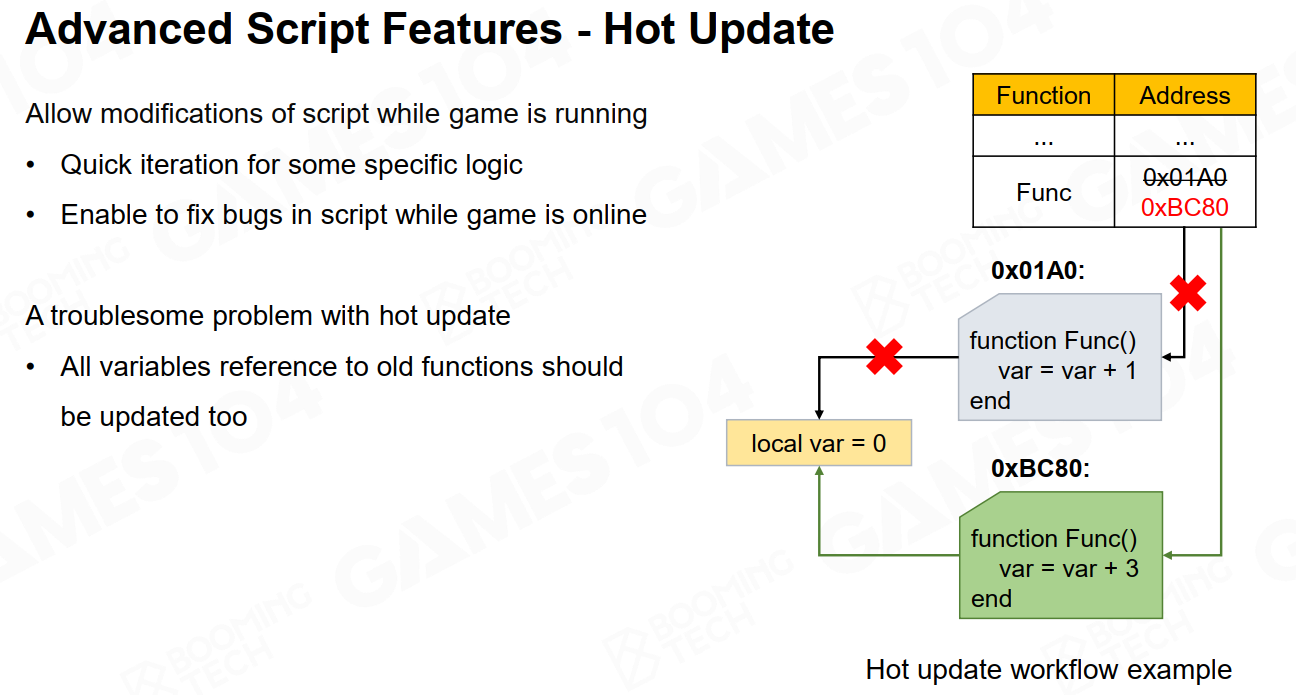 Advanced Script Features - Hot Update
Allow modifications of script while game is running
• Quick iteration for some specific logic
• Enable to fix bugs in script while game is online
A troublesome problem with hot update
• All variables reference to old functions should
be updated too
Function Address
... ...
Func 0x01A0
0xBC80
0x01A0:
function Func()
var = var + 1
end
local var = 0
0xBC80:
function Func()
var = var + 3
end
Hot update workflow example
GAMES 104
BOOMING
TECH